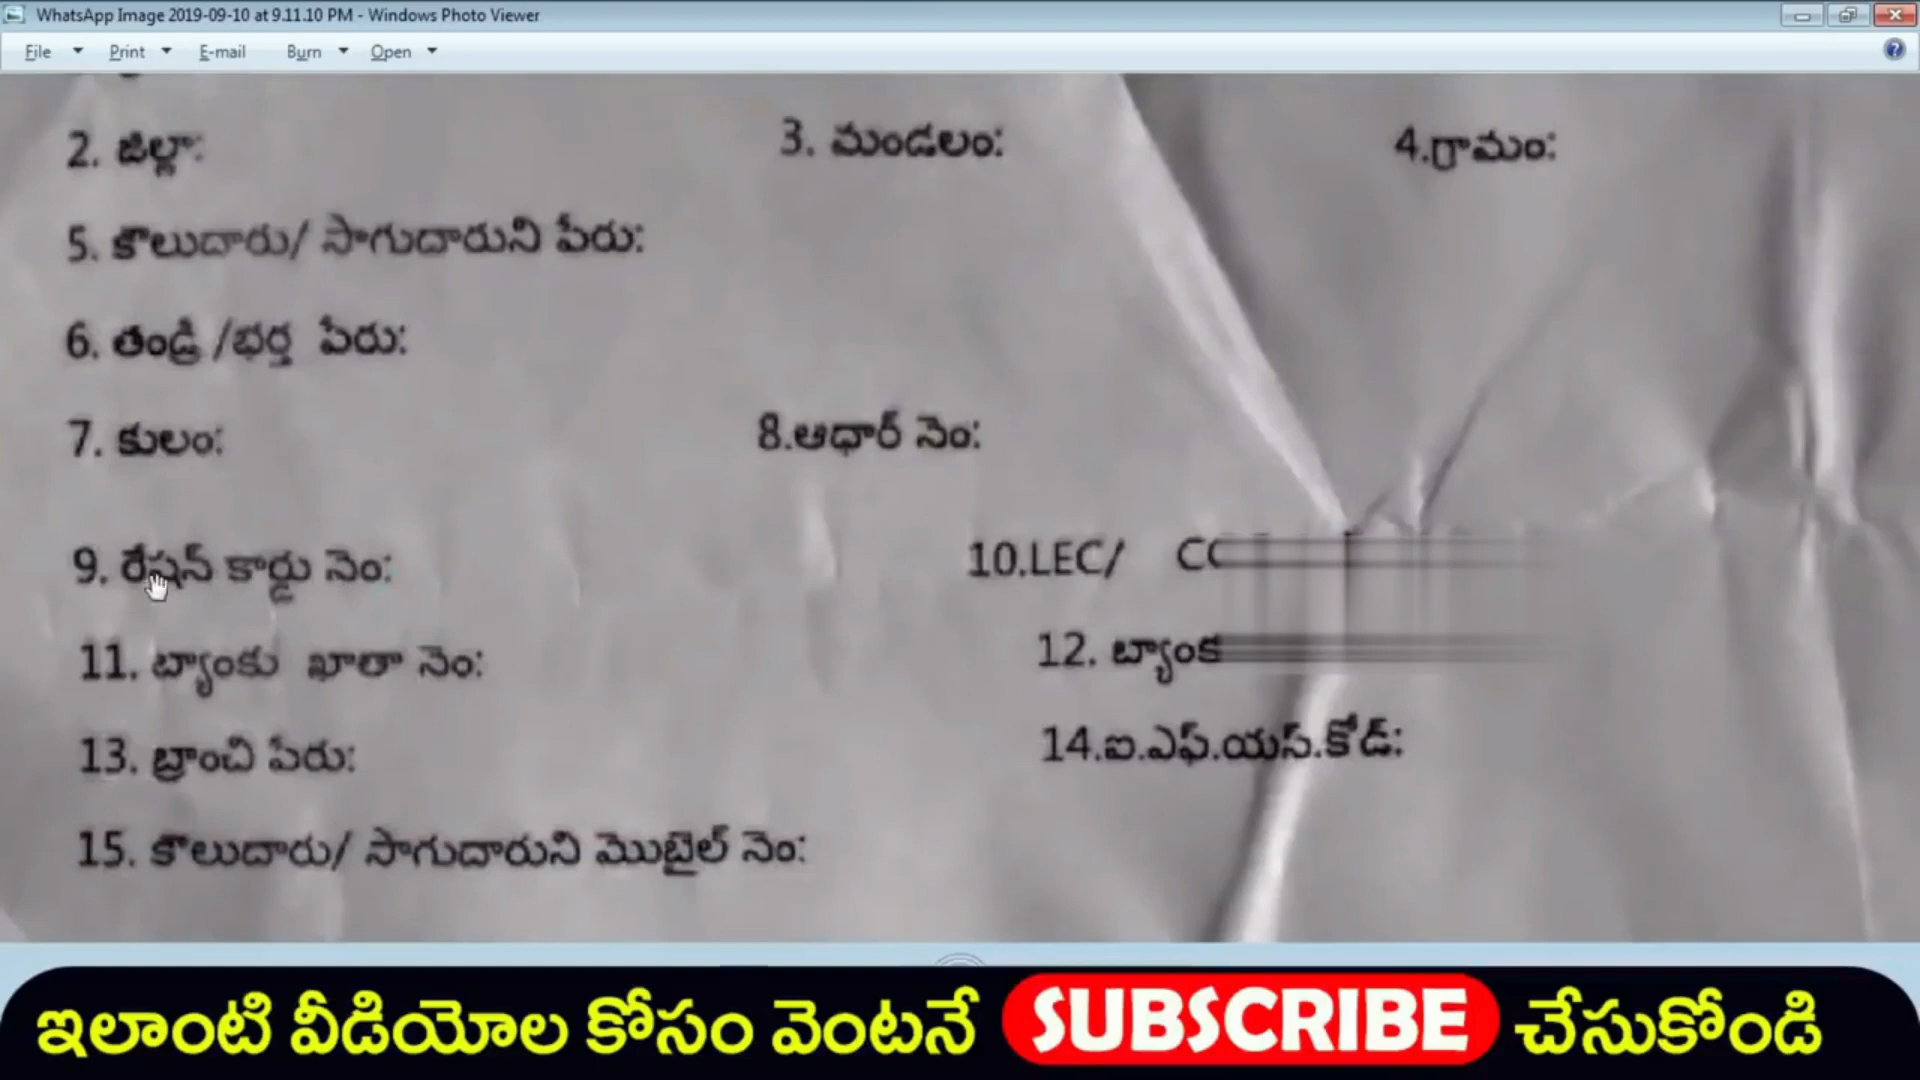 WhatsApp Image 2019-09-10 at 9.11.10 PM - Windows Photo Viewer
File Print E-mail Burn Open
2. జిల్లా: 3. మండలం: 4.గ్రామం:
5. కౌలుదారు/ సాగుదారుని పేరు:
6. తండ్రి /భర్త పేరు:
7. కులం: 8.ఆధార్ నెం:
9. రేషన్ కార్డు నెం: 10.LEC/
11. బ్యాంకు ఖాతా నెం: 12.
13. బ్రాంచి పేరు: 14.ఐ.ఎఫ్.యస్.కోడ్:
15. కౌలుదారు/ సాగుదారుని మొబైల్ నెం:
ఇలాంటి వీడియోల కోసం వెంటనే SUBSCRIBE చేసుకోండి